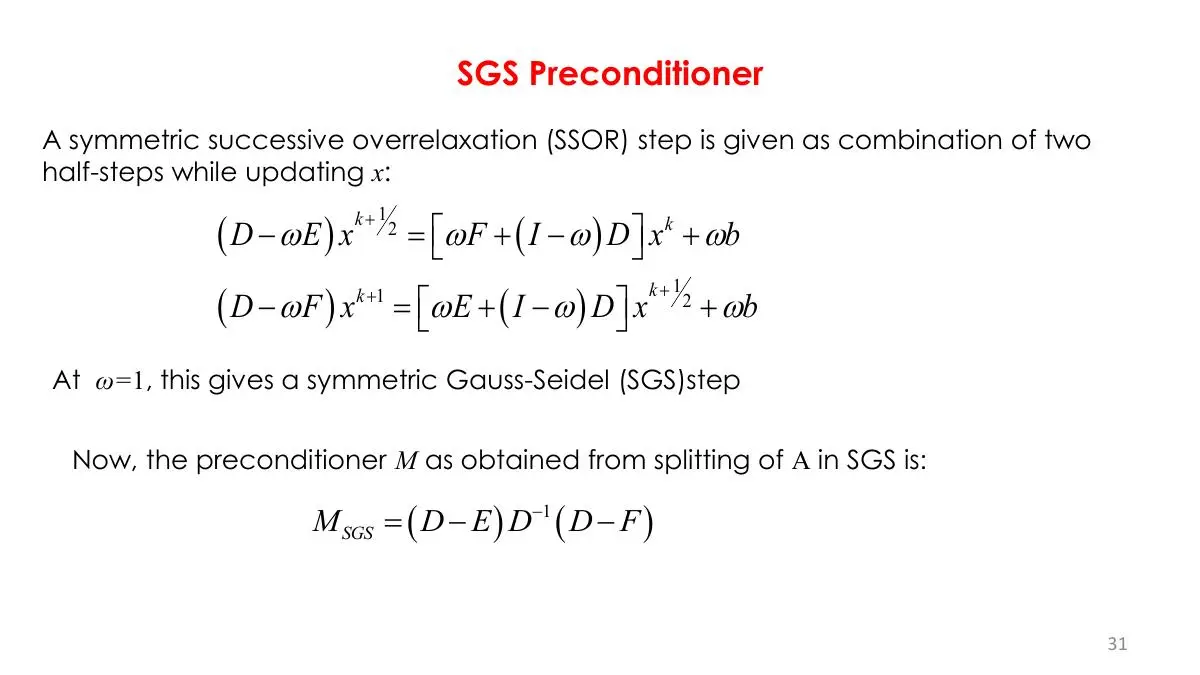 SGS Preconditioner
A symmetric successive overrelaxation (SSOR) step is given as combination of two
half-steps while updating x:
(D−ωE)x^{k+1/2} = [ωF+(I−ω)D]x^k + ωb
(D−ωF)x^{k+1} = [ωE+(I−ω)D]x^{k+1/2} + ωb
At ω=1, this gives a symmetric Gauss-Seidel (SGS)step
Now, the preconditioner M as obtained from splitting of A in SGS is:
M_{SGS} = (D−E)D^{−1}(D−F)
31